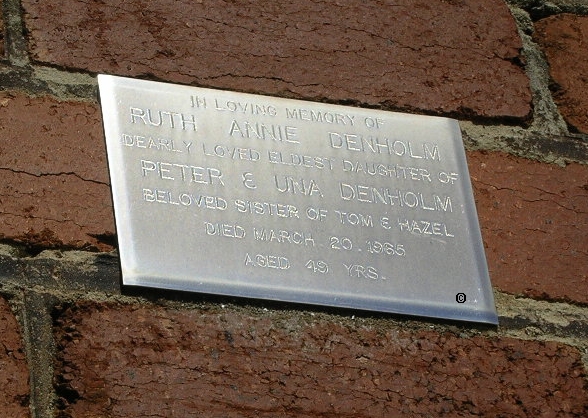 IN LOVING MEMORY OF
RUTH ANNIE DENHOLM
DEARLY LOVED ELDEST DAUGHTER OF
PETER & UNA DENHOLM
BELOVED SISTER OF TOM & HAZEL
DIED MARCH. 20. 1965
AGED 49 YRS.
©